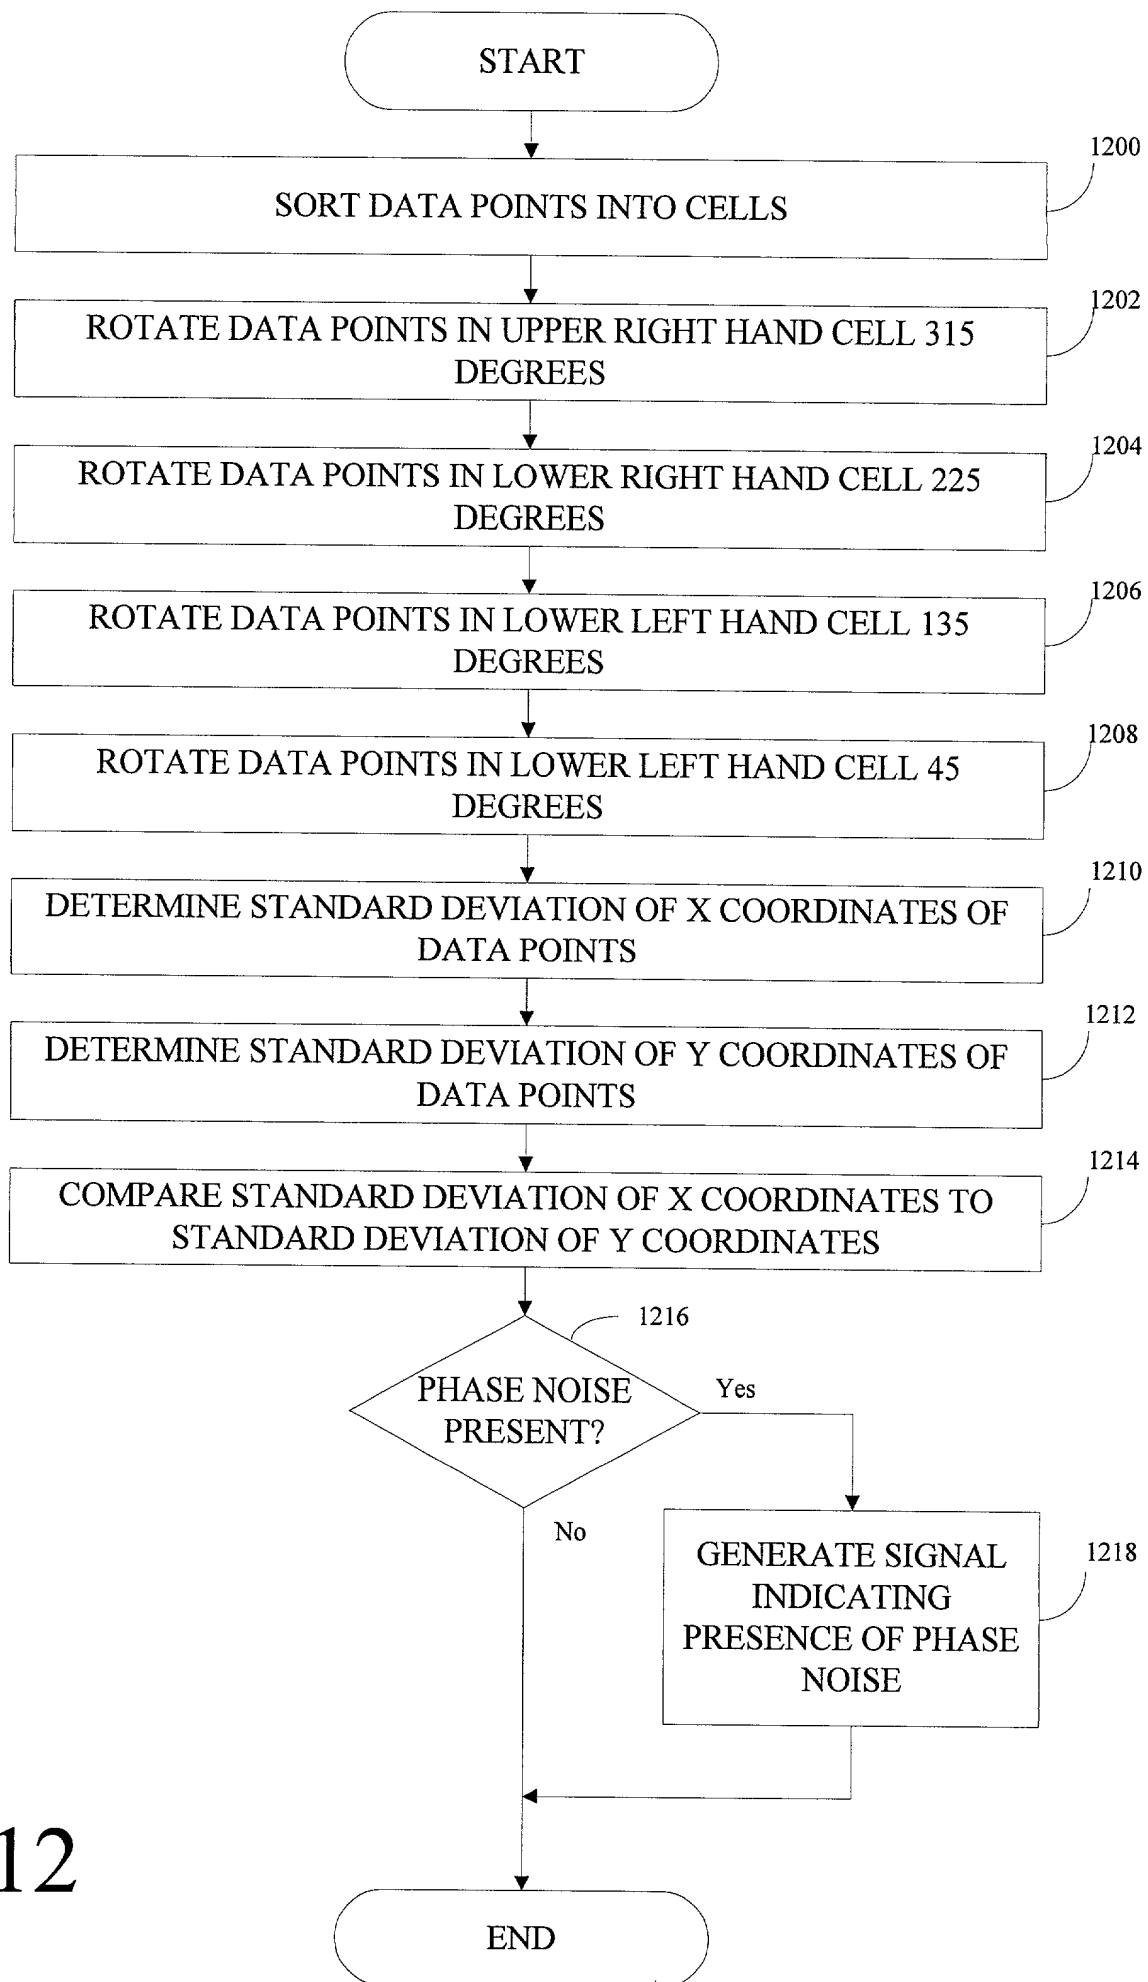 START
1200
SORT DATA POINTS INTO CELLS
1202
ROTATE DATA POINTS IN UPPER RIGHT HAND CELL 315
DEGREES
1204
ROTATE DATA POINTS IN LOWER RIGHT HAND CELL 225
DEGREES
1206
ROTATE DATA POINTS IN LOWER LEFT HAND CELL 135
DEGREES
1208
ROTATE DATA POINTS IN LOWER LEFT HAND CELL 45
DEGREES
1210
DETERMINE STANDARD DEVIATION OF X COORDINATES OF
DATA POINTS
1212
DETERMINE STANDARD DEVIATION OF Y COORDINATES OF
DATA POINTS
1214
COMPARE STANDARD DEVIATION OF X COORDINATES TO
STANDARD DEVIATION OF Y COORDINATES
1216
PHASE NOISE
PRESENT?
Yes
No
GENERATE SIGNAL
INDICATING
PRESENCE OF PHASE
NOISE
1218
12
END